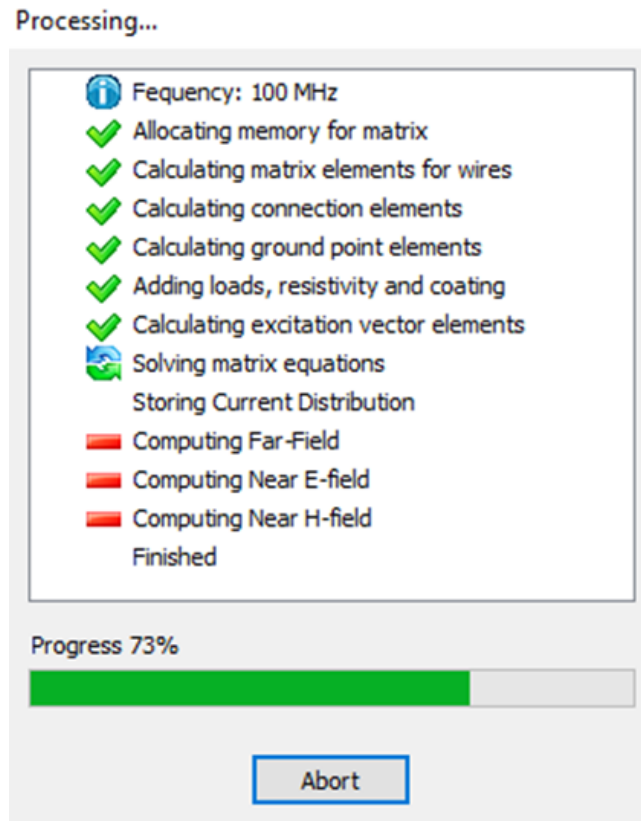 Processing...
Fequency: 100 MHz
Allocating memory for matrix
Calculating matrix elements for wires
Calculating connection elements
Calculating ground point elements
Adding loads, resistivity and coating
Calculating excitation vector elements
Solving matrix equations
Storing Current Distribution
Computing Far-Field
Computing Near E-field
Computing Near H-field
Finished
Progress 73%
Abort